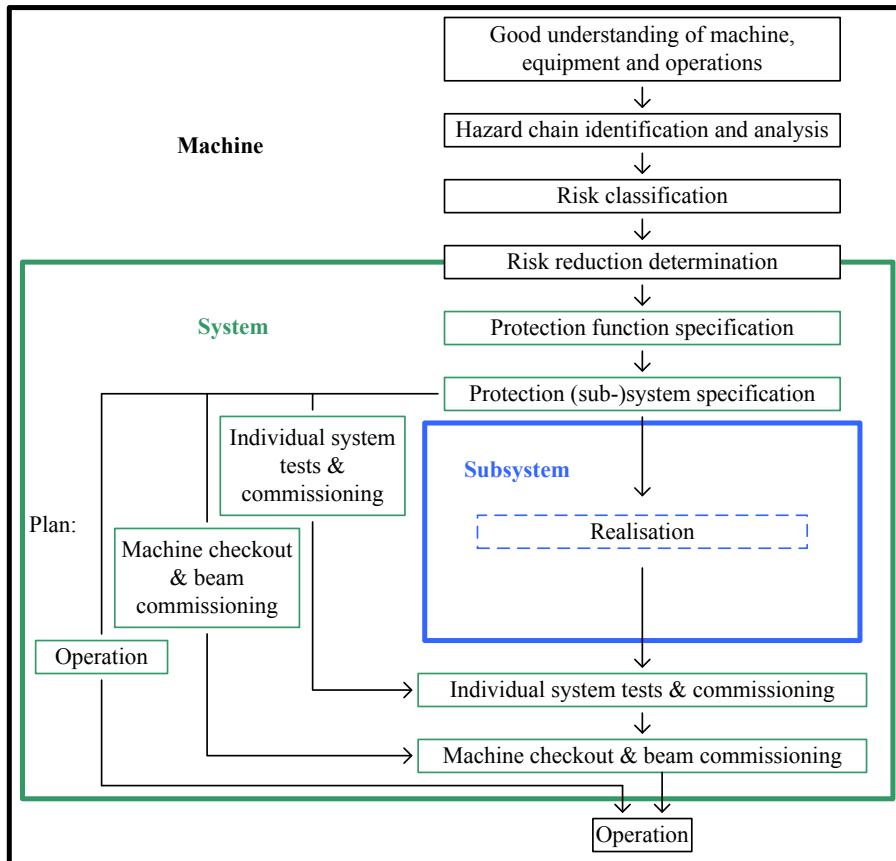 Good understanding of machine,
equipment and operations
Hazard chain identification and analysis
Machine
Risk classification
Risk reduction determination
System
Protection function specification
Protection (sub-)system specification
Individual system
tests &
commissioning
Subsystem
Plan:
Realisation
Machine checkout
& beam
commissioning
Operation
Individual system tests & commissioning
Machine checkout & beam commissioning
Operation